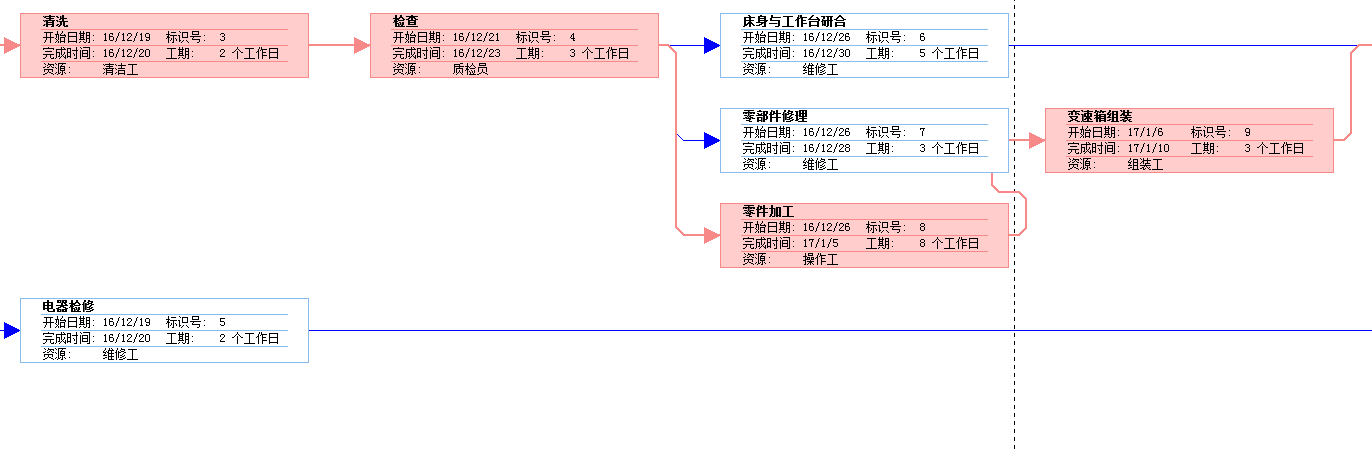 清洗
开始日期: 16/12/19 标识号: 3
完成时间: 16/12/20 工期: 2 个工作日
资源: 清洁工
检查
开始日期: 16/12/21 标识号: 4
完成时间: 16/12/23 工期: 3 个工作日
资源: 质检员
床身与工作台研合
开始日期: 16/12/26 标识号: 6
完成时间: 16/12/30 工期: 5 个工作日
资源: 维修工
零部件修理
开始日期: 16/12/26 标识号: 7
完成时间: 16/12/28 工期: 3 个工作日
资源: 维修工
变速箱组装
开始日期: 17/1/6 标识号: 9
完成时间: 17/1/10 工期: 3 个工作日
资源: 组装工
零件加工
开始日期: 16/12/26 标识号: 8
完成时间: 17/1/5 工期: 8 个工作日
资源: 操作工
电器检修
开始日期: 16/12/19 标识号: 5
完成时间: 16/12/20 工期: 2 个工作日
资源: 维修工